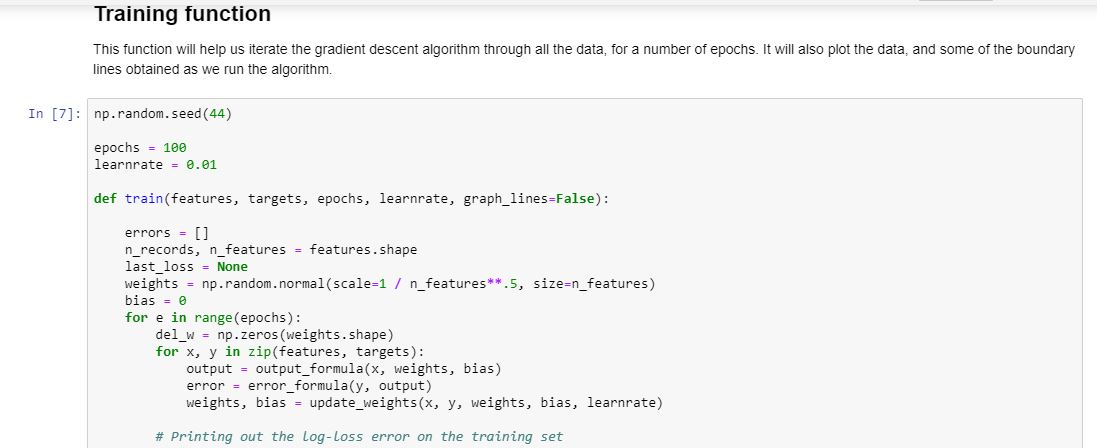 Training function
This function will help us iterate the gradient descent algorithm through all the data, for a number of epochs. It will also plot the data, and some of the boundary
lines obtained as we run the algorithm.
In [7]: np.random.seed(44)
epochs = 100
learnrate = 0.01
def train(features, targets, epochs, learnrate, graph_lines=False):
    errors = []
    n_records, n_features = features.shape
    last_loss = None
    weights = np.random.normal(scale=1 / n_features**.5, size=n_features)
    bias = 0
    for e in range(epochs):
        del_w = np.zeros(weights.shape)
        for x, y in zip(features, targets):
            output = output_formula(x, weights, bias)
            error = error_formula(y, output)
            weights, bias = update_weights(x, y, weights, bias, learnrate)
        # Printing out the log-loss error on the training set